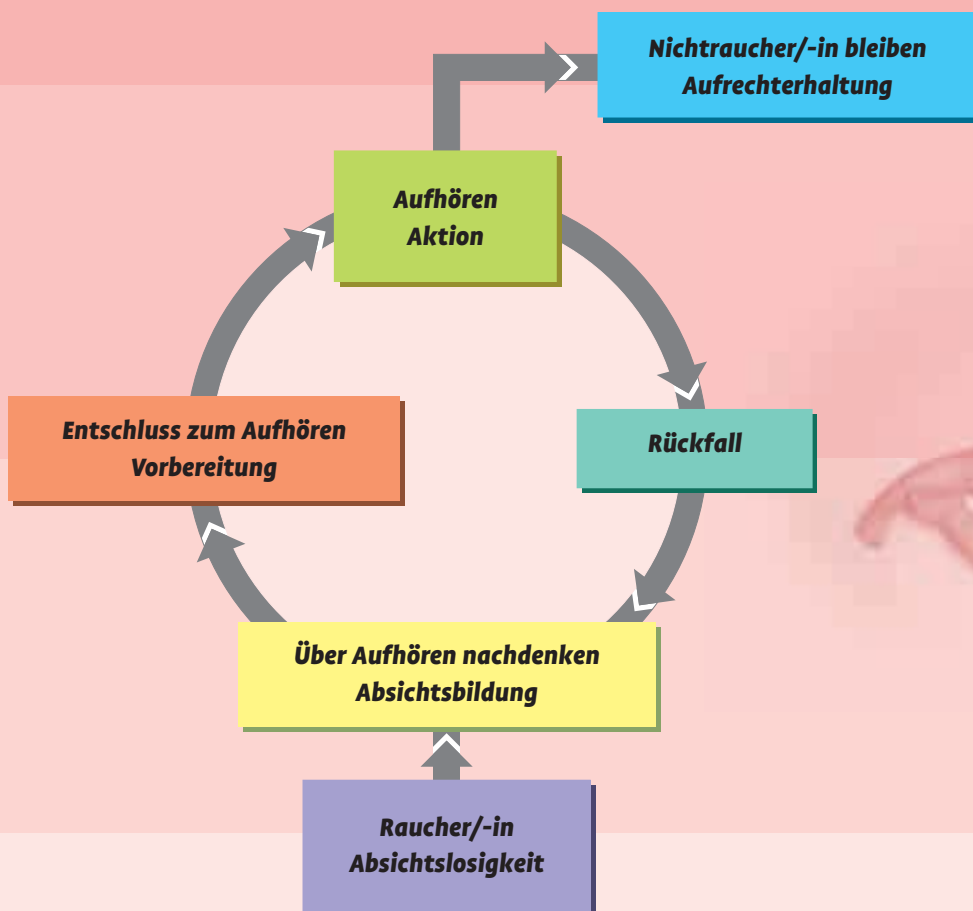 Nichtraucher/-in bleiben
Aufrechterhaltung
Aufhören
Aktion
Entschluss zum Aufhören
Vorbereitung
Rückfall
Über Aufhören nachdenken
Absichtsbildung
Raucher/-in
Absichtslosigkeit